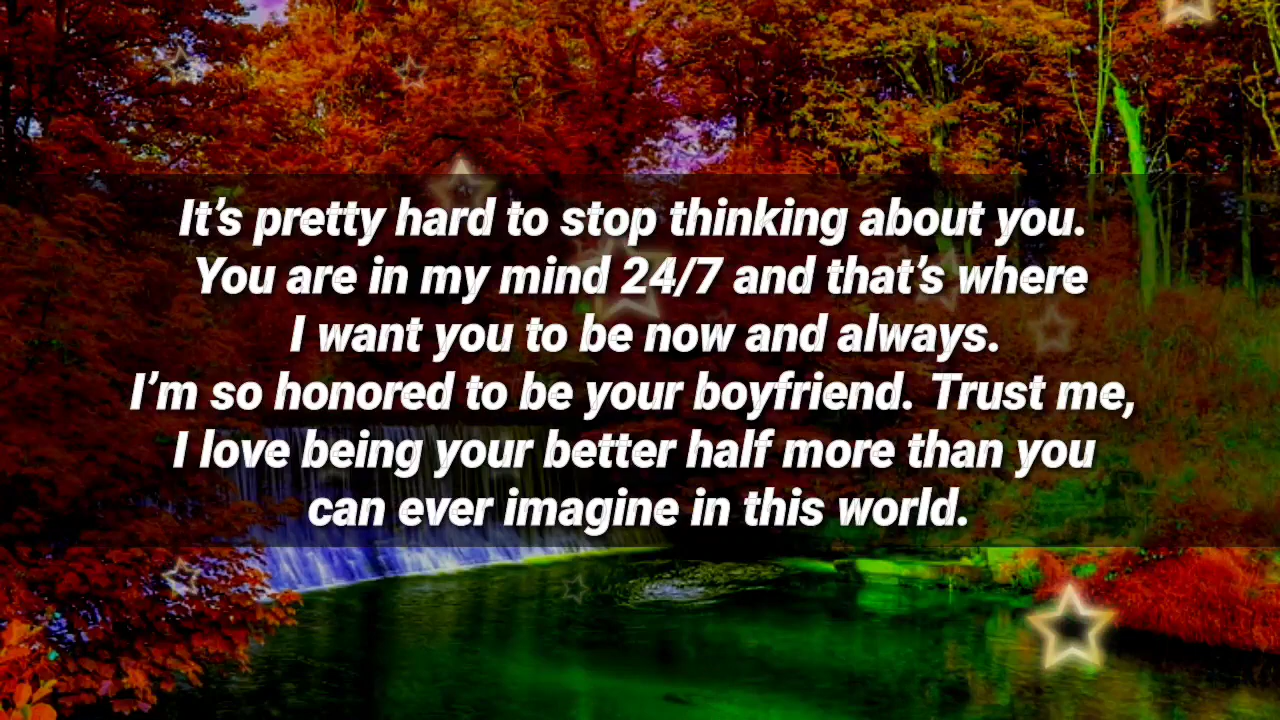 It’s pretty hard to stop thinking about you.
You are in my mind 24/7 and that’s where
I want you to be now and always.
I’m so honored to be your boyfriend. Trust me,
I love being your better half more than you
can ever imagine in this world.